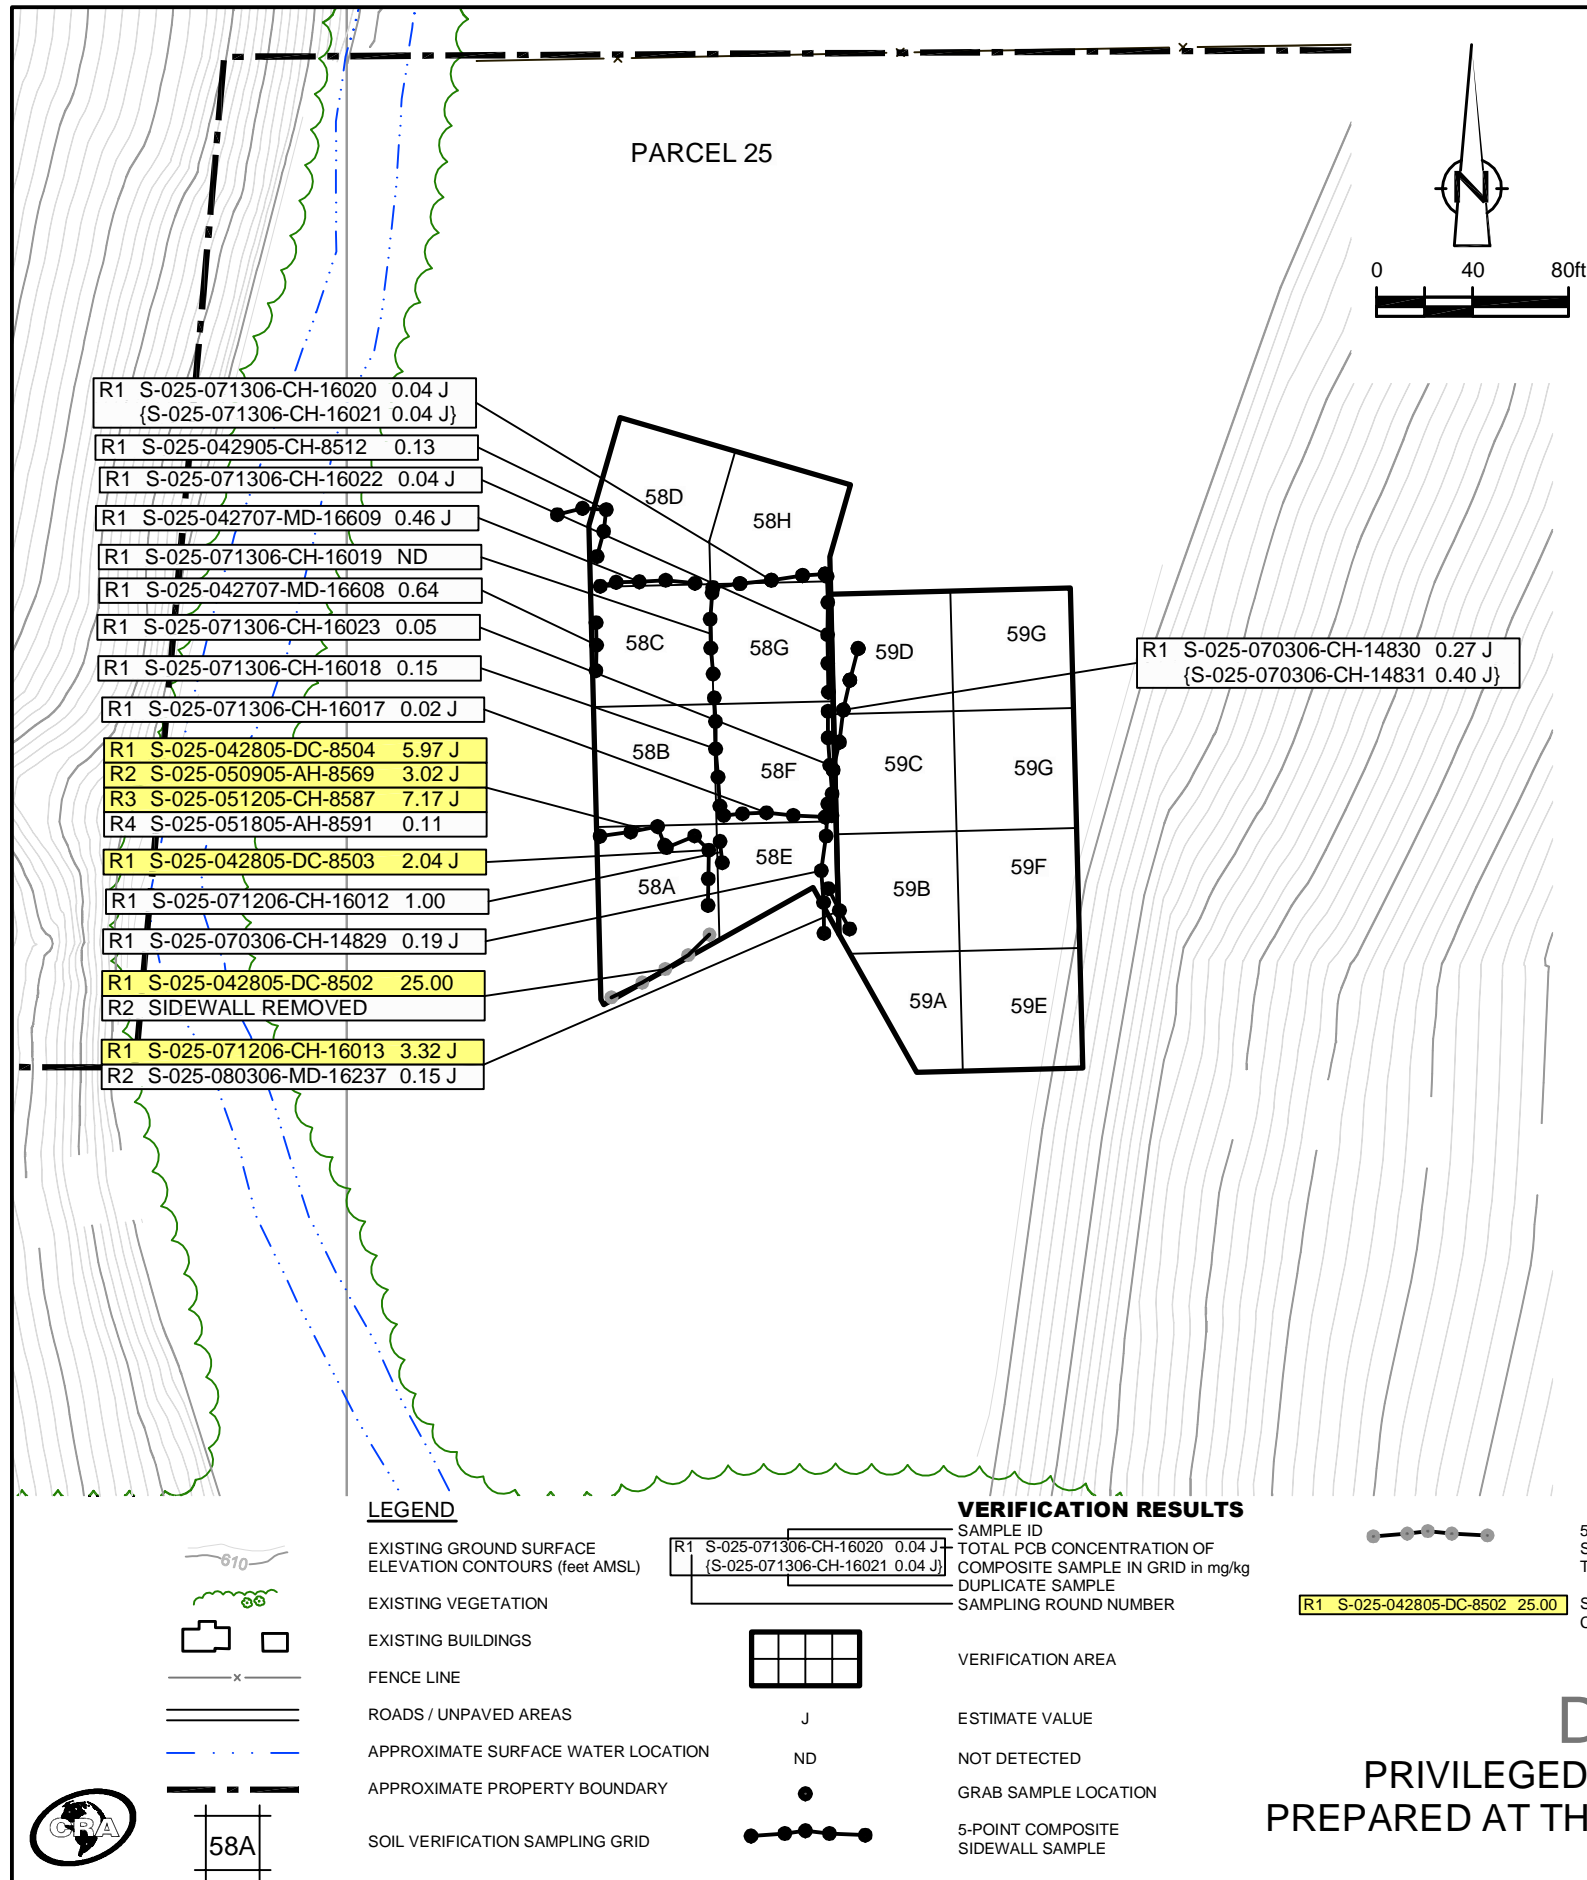 PARCEL 25
N
0 40 80ft
R1 S-025-071306-CH-16020 0.04 J
{S-025-071306-CH-16021 0.04 J}
R1 S-025-042905-CH-8512 0.13
R1 S-025-071306-CH-16022 0.04 J
R1 S-025-042707-MD-16609 0.46 J
R1 S-025-071306-CH-16019 ND
R1 S-025-042707-MD-16608 0.64
R1 S-025-071306-CH-16023 0.05
R1 S-025-071306-CH-16018 0.15
R1 S-025-071306-CH-16017 0.02 J
R1 S-025-042805-DC-8504 5.97 J
R2 S-025-050905-AH-8569 3.02 J
R3 S-025-051205-CH-8587 7.17 J
R4 S-025-051805-AH-8591 0.11
R1 S-025-042805-DC-8503 2.04 J
R1 S-025-071206-CH-16012 1.00
R1 S-025-070306-CH-14829 0.19 J
R1 S-025-042805-DC-8502 25.00
R2 SIDEWALL REMOVED
R1 S-025-071206-CH-16013 3.32 J
R2 S-025-080306-MD-16237 0.15 J
58D
58H
58C
58G
58B
58F
58A
58E
59D
59G
59C
59G
59B
59F
59A
59E
R1 S-025-070306-CH-14830 0.27 J
{S-025-070306-CH-14831 0.40 J}
LEGEND
610
EXISTING GROUND SURFACE
ELEVATION CONTOURS (feet AMSL)
EXISTING VEGETATION
EXISTING BUILDINGS
x
FENCE LINE
ROADS / UNPAVED AREAS
APPROXIMATE SURFACE WATER LOCATION
APPROXIMATE PROPERTY BOUNDARY
58A
SOIL VERIFICATION SAMPLING GRID
CRA
VERIFICATION RESULTS
R1 S-025-071306-CH-16020 0.04 J
{S-025-071306-CH-16021 0.04 J}
SAMPLE ID
TOTAL PCB CONCENTRATION OF
COMPOSITE SAMPLE IN GRID in mg/kg
DUPLICATE SAMPLE
SAMPLING ROUND NUMBER
VERIFICATION AREA
J
ESTIMATE VALUE
ND
NOT DETECTED
GRAB SAMPLE LOCATION
5-POINT COMPOSITE
SIDEWALL SAMPLE
5
S
T
R1 S-025-042805-DC-8502 25.00
S
D
PRIVILEGED
PREPARED AT TH